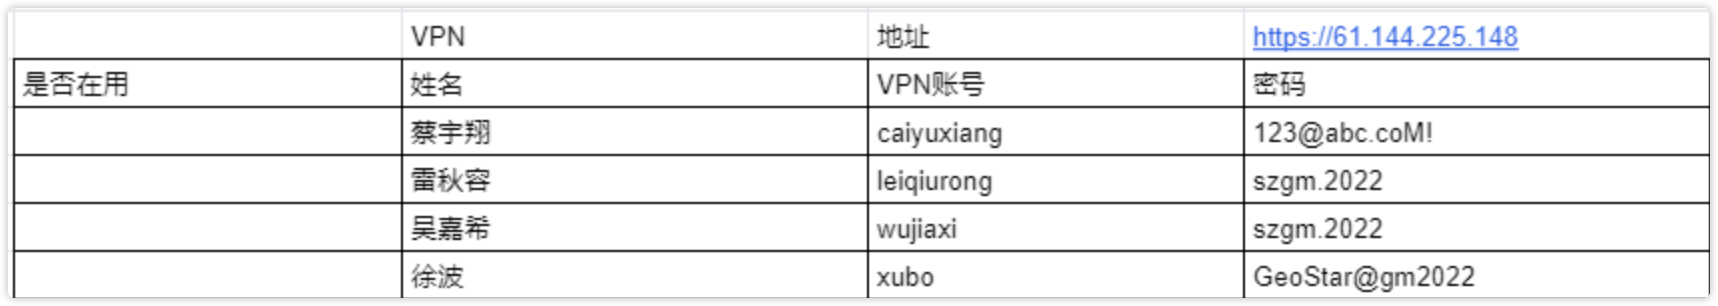 VPN 地址 https://61.144.225.148
是否在用 姓名 VPN账号 密码
蔡宇翔 caiyuxiang 123@abc.coM!
雷秋容 leiqiurong szgm.2022
吴嘉希 wujiaxi szgm.2022
徐波 xubo GeoStar@gm2022